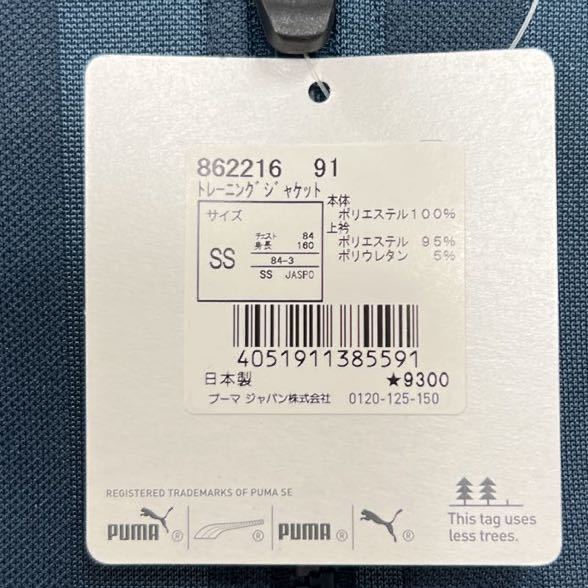 862216 91
トレーニングジャケット
サイズ
SS
チェスト 84
身長 160
84-3
SS JASPO
本体
ポリエステル100%
上衿
ポリエステル 95%
ポリウレタン 5%
4051911385591
日本製 ★9300
プーマ ジャパン株式会社 0120-125-150
REGISTERED TRADEMARKS OF PUMA SE
PUMA® ® PUMA® ®
This tag uses
less trees.